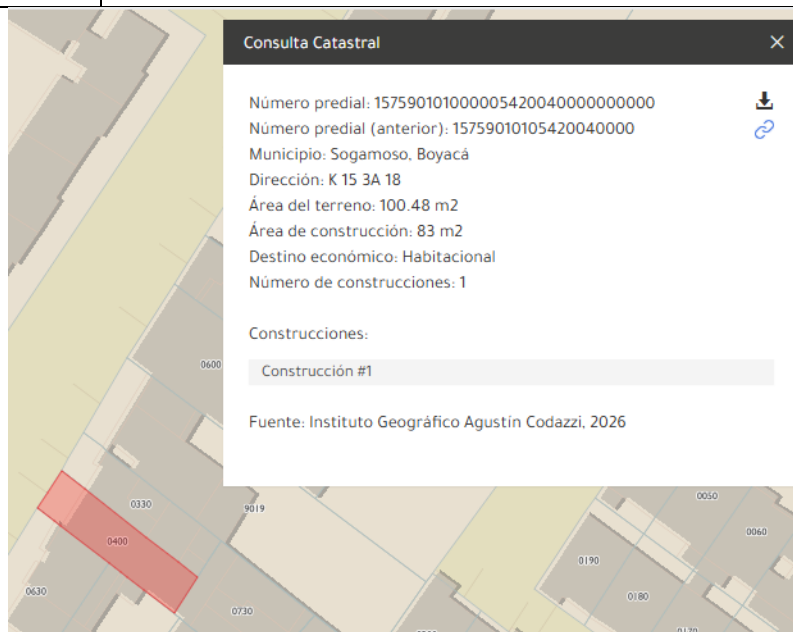 Consulta Catastral
Número predial: 157590101000005420040000000000
Número predial (anterior): 15759010105420040000
Municipio: Sogamoso, Boyacá
Dirección: K 15 3A 18
Área del terreno: 100.48 m2
Área de construcción: 83 m2
Destino económico: Habitacional
Número de construcciones: 1
Construcciones:
Construcción #1
Fuente: Instituto Geográfico Agustín Codazzi, 2026
0600
0330
9019
0050
0060
0400
0190
0630
0180
0730